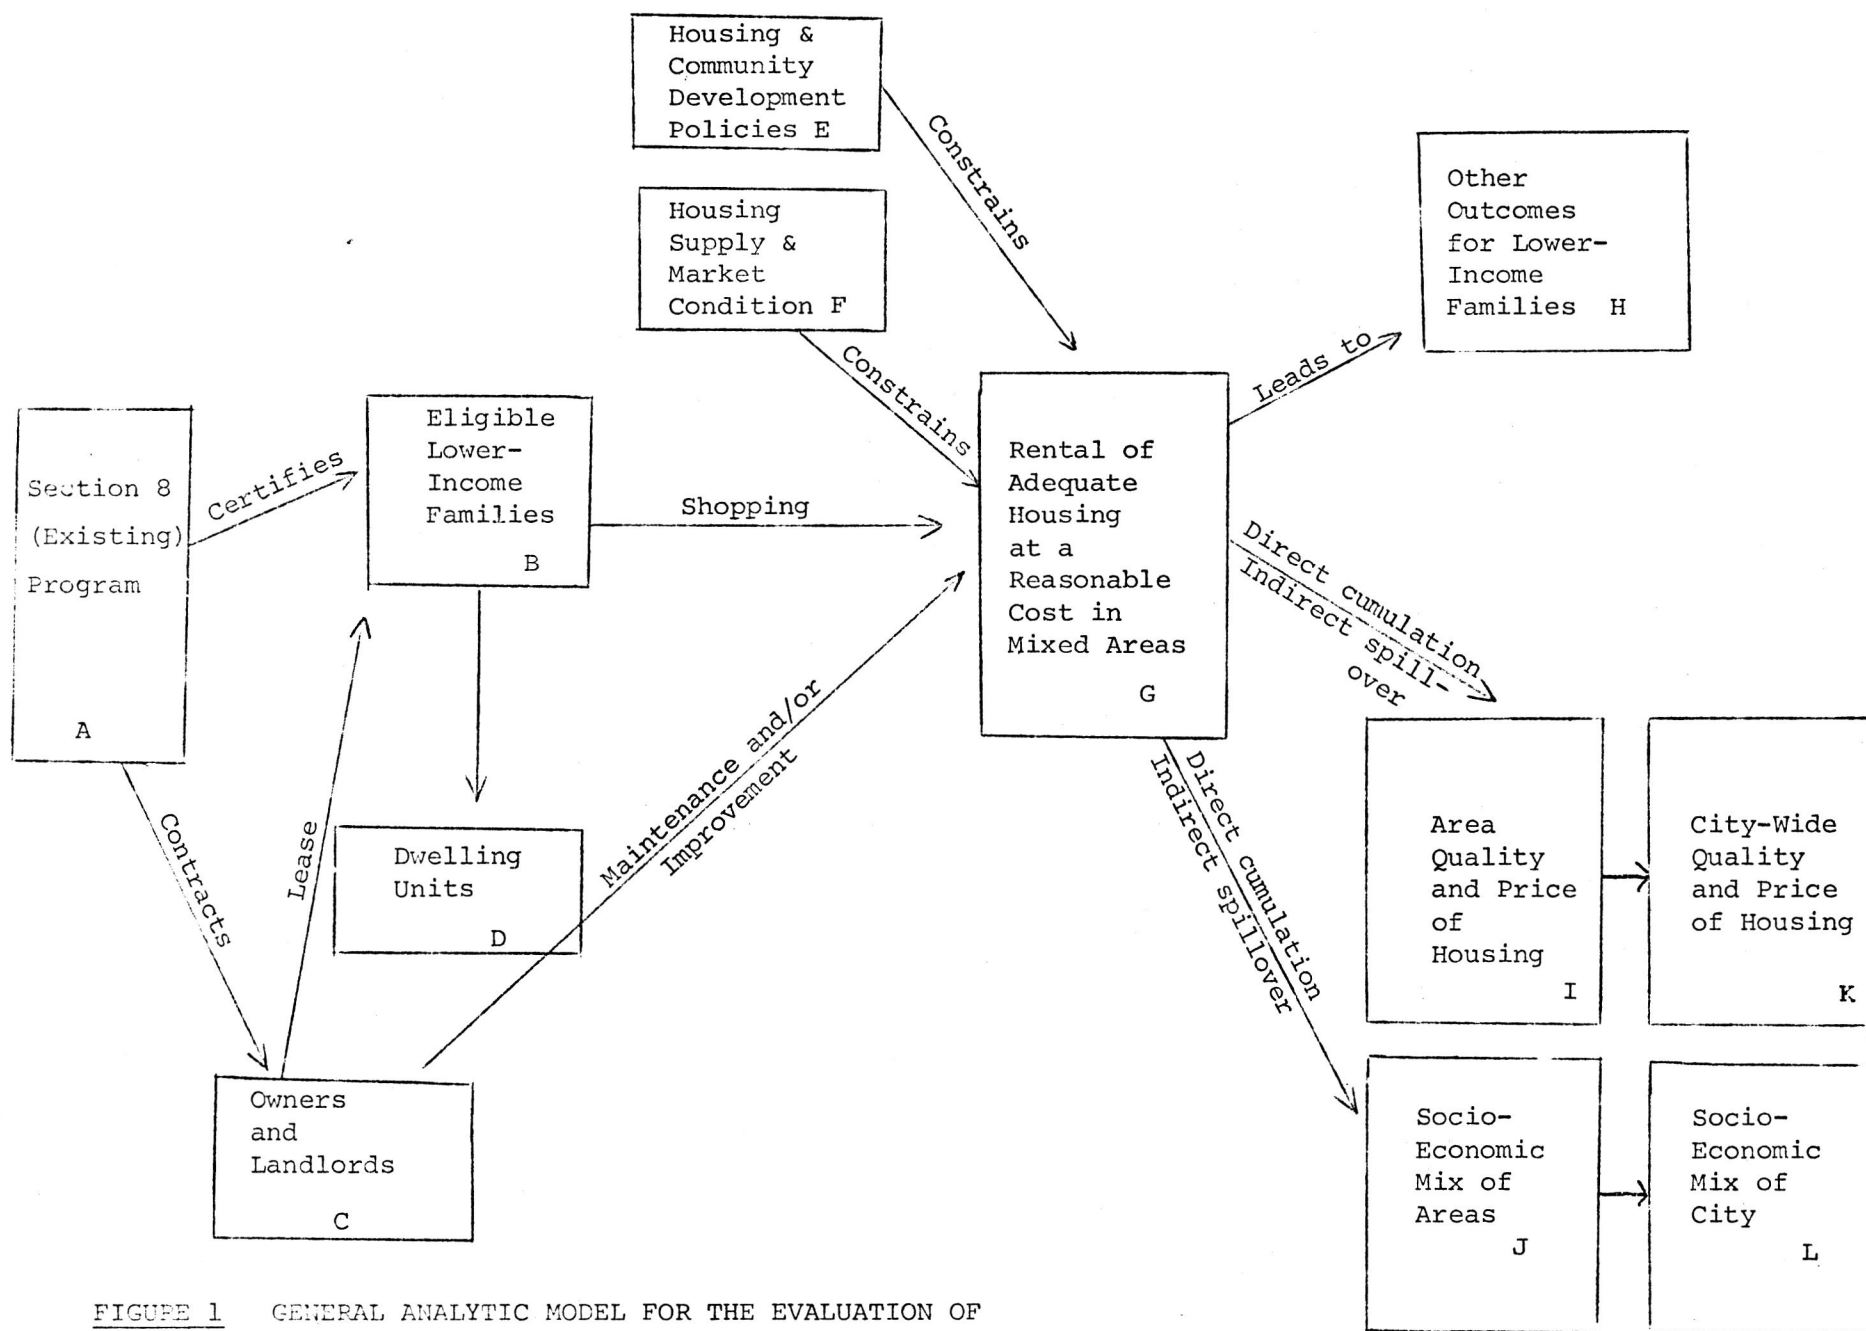 Housing &
Community
Development
Policies E
Constrains
Housing
Supply &
Market
Condition F
Constrains
Other
Outcomes
for Lower-
Income
Families H
Leads to
Section 8
(Existing)
Program
A
Certifies
Eligible
Lower-
Income
Families
B
Shopping
Rental of
Adequate
Housing
at a
Reasonable
Cost in
Mixed Areas
G
Direct cumulation
Indirect spill-
over
Contracts
Lease
Dwelling
Units
D
Maintenance and/or
Improvement
Direct cumulation
Indirect spillover
Area
Quality
and Price
of
Housing
I
City-Wide
Quality
and Price
of Housing
K
Owners
and
Landlords
C
Socio-
Economic
Mix of
Areas
J
Socio-
Economic
Mix of
City
L
FIGURE 1 GENERAL ANALYTIC MODEL FOR THE EVALUATION OF